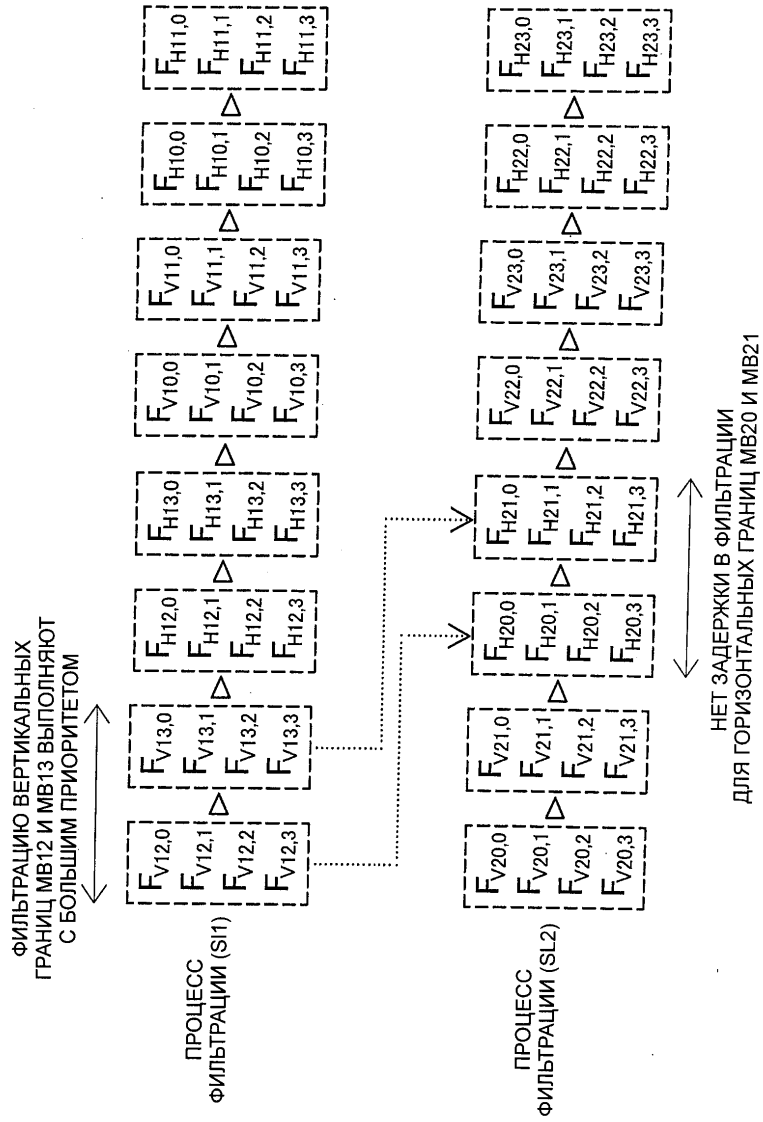 ФИЛЬТРАЦИЮ ВЕРТИКАЛЬНЫХ
ГРАНИЦ MB12 И MB13 ВЫПОЛНЯЮТ
С БОЛЬШИМ ПРИОРИТЕТОМ
ПРОЦЕСС
ФИЛЬТРАЦИИ (SI1)
FV12,0
FV12,1
FV12,2
FV12,3
FV13,0
FV13,1
FV13,2
FV13,3
FH12,0
FH12,1
FH12,2
FH12,3
FH13,0
FH13,1
FH13,2
FH13,3
FV10,0
FV10,1
FV10,2
FV10,3
FV11,0
FV11,1
FV11,2
FV11,3
FH10,0
FH10,1
FH10,2
FH10,3
FH11,0
FH11,1
FH11,2
FH11,3
ПРОЦЕСС
ФИЛЬТРАЦИИ (SL2)
FV20,0
FV20,1
FV20,2
FV20,3
FV21,0
FV21,1
FV21,2
FV21,3
FH20,0
FH20,1
FH20,2
FH20,3
FH21,0
FH21,1
FH21,2
FH21,3
FV22,0
FV22,1
FV22,2
FV22,3
FV23,0
FV23,1
FV23,2
FV23,3
FH22,0
FH22,1
FH22,2
FH22,3
FH23,0
FH23,1
FH23,2
FH23,3
НЕТ ЗАДЕРЖКИ В ФИЛЬТРАЦИИ
ДЛЯ ГОРИЗОНТАЛЬНЫХ ГРАНИЦ MB20 И MB21